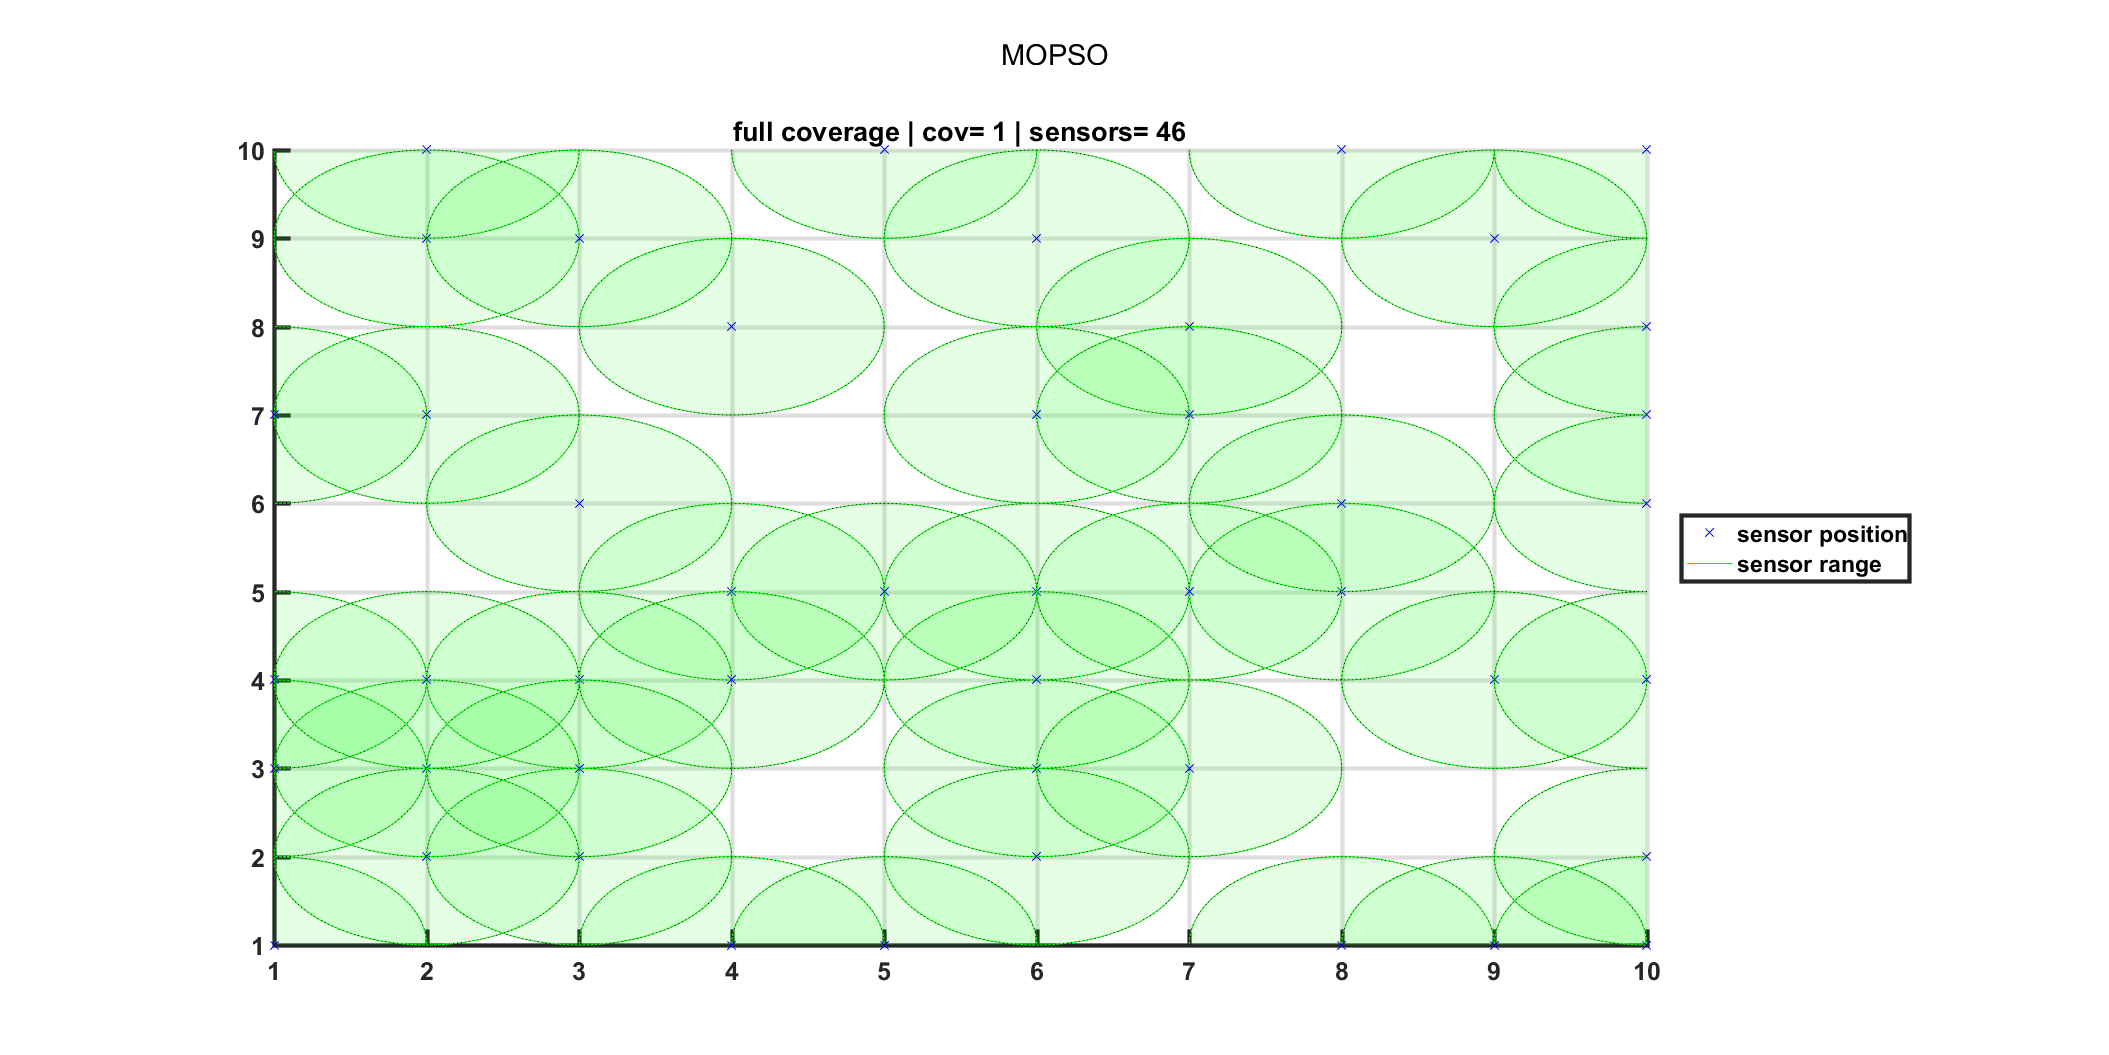 MOPSO
full coverage | cov= 1 | sensors= 46
10
9
8
7
6
5
4
3
2
1
1 2 3 4 5 6 7 8 9 10
sensor position
sensor range